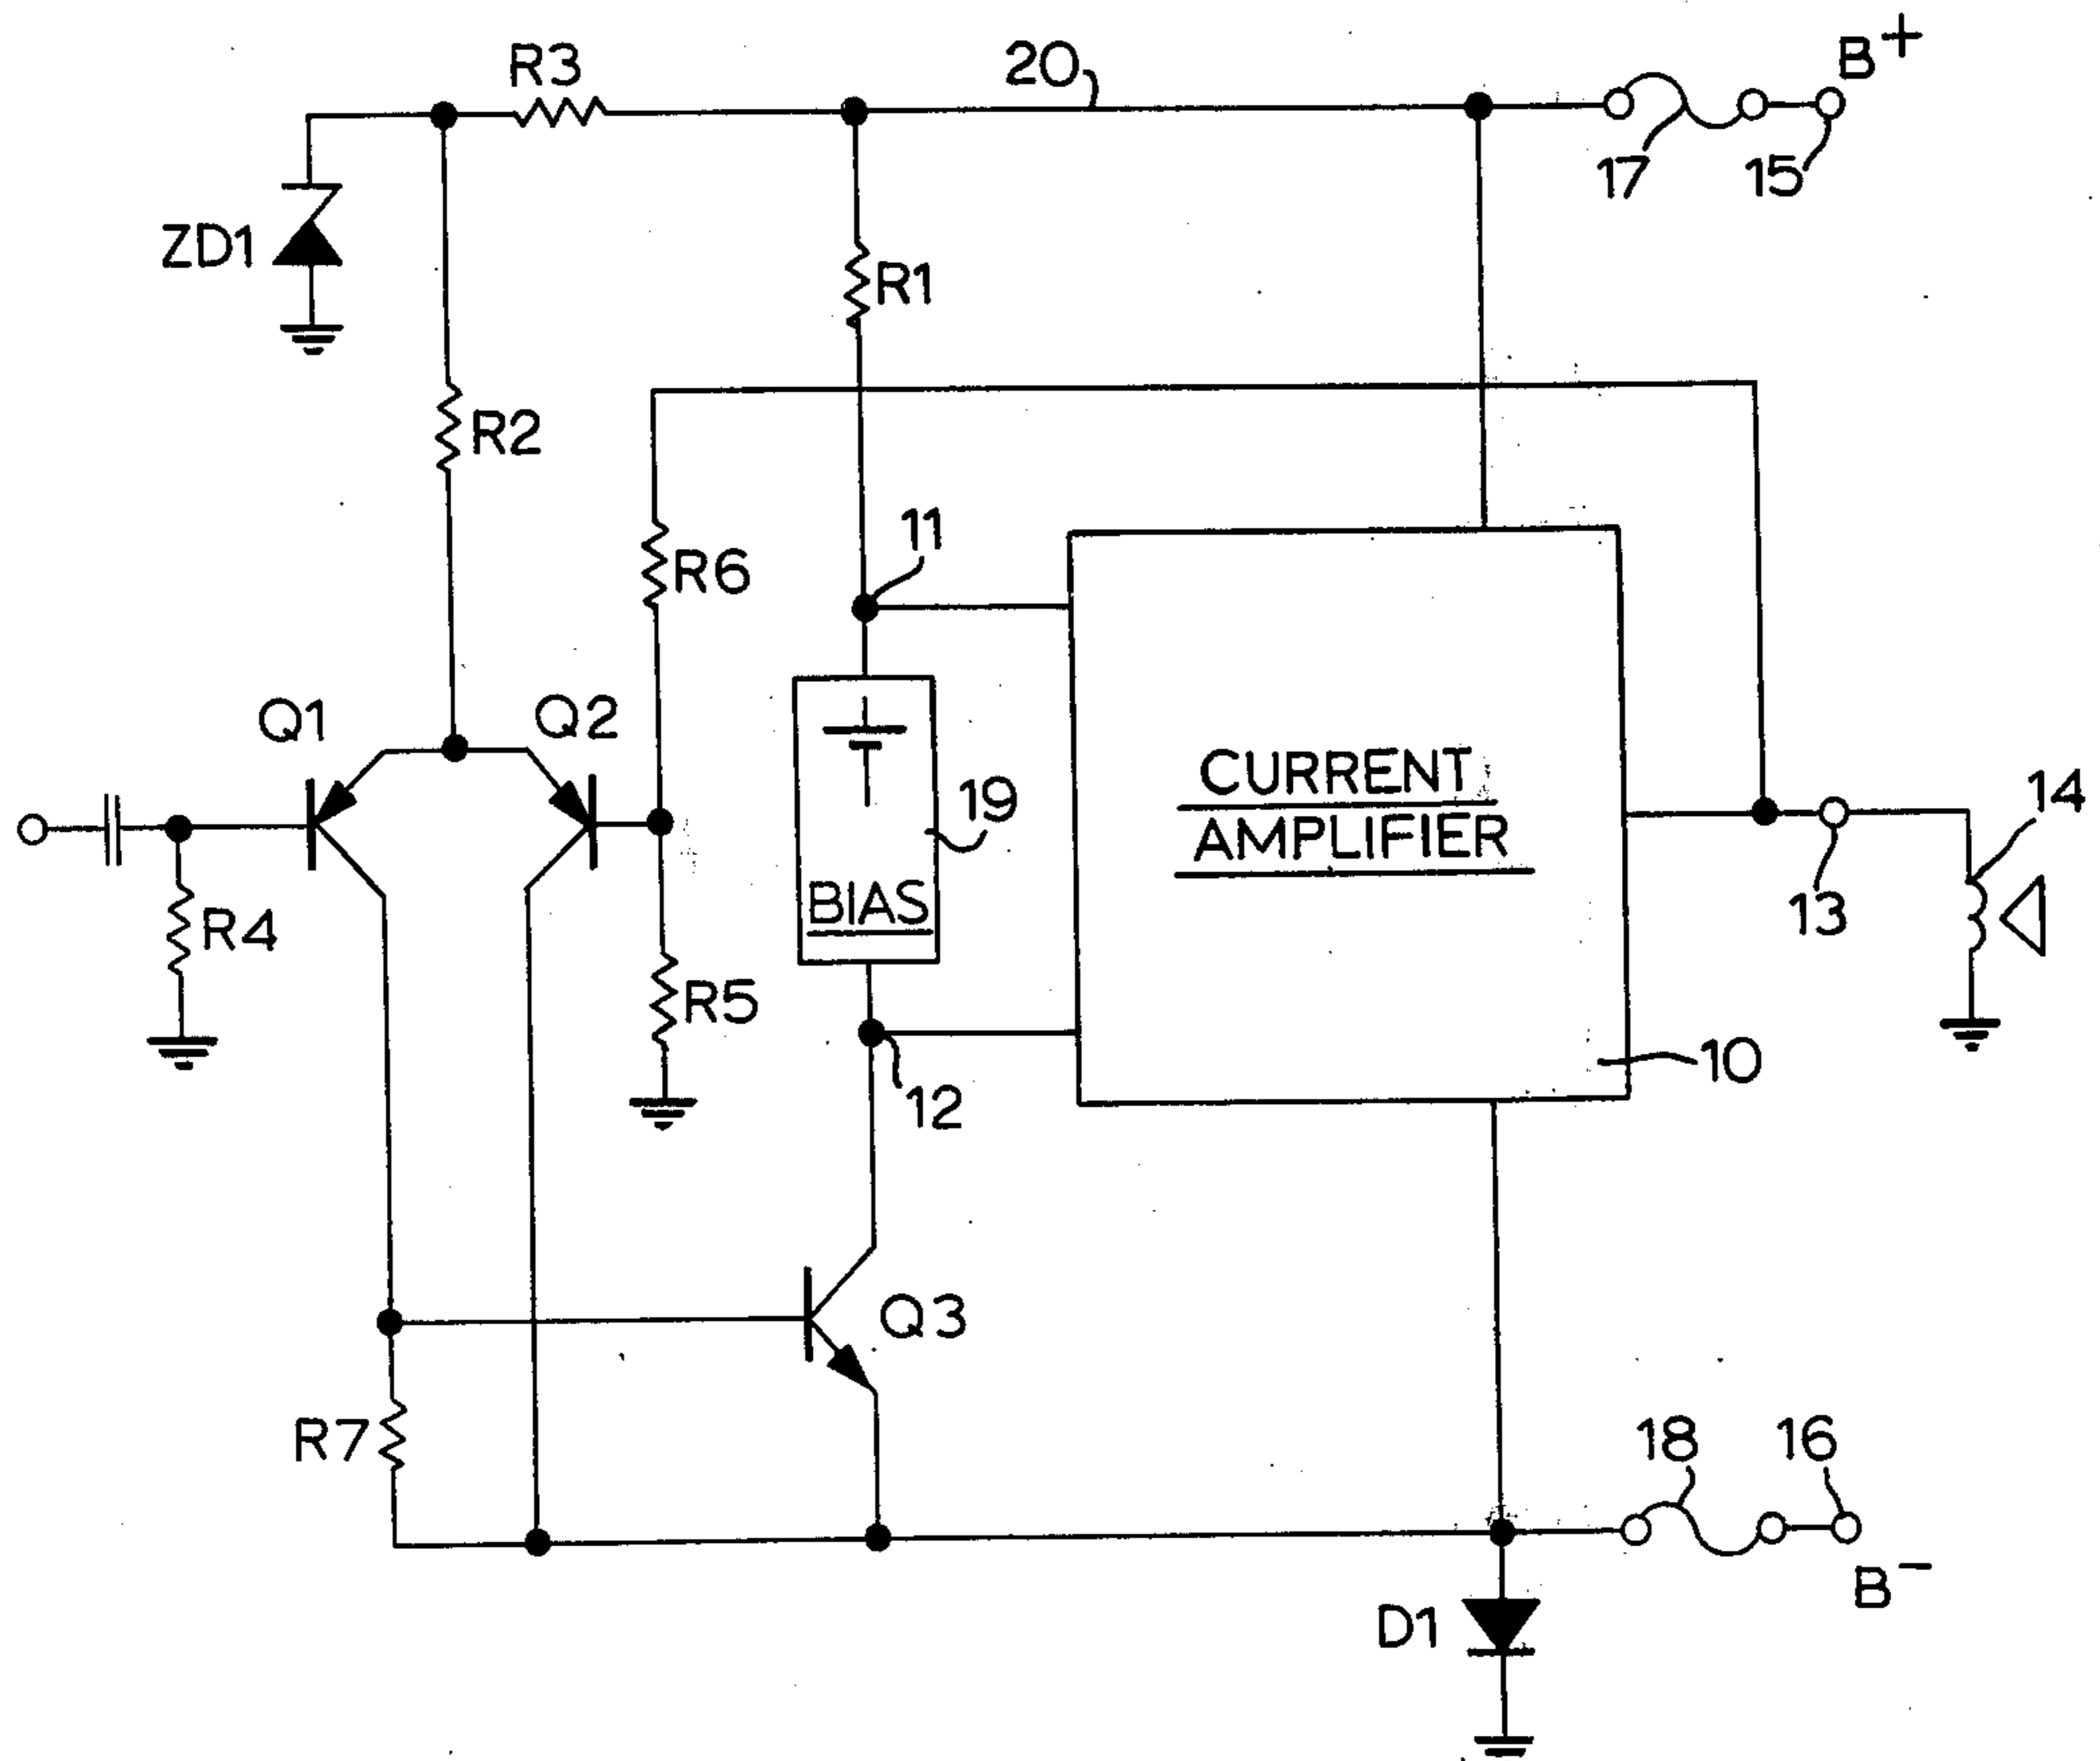 R3
20
B+
17
15
ZD1
R1
R2
11
R6
Q1
Q2
14
19
CURRENT
AMPLIFIER
BIAS
13
R4
R5
10
12
Q3
R7
18
16
B-
D1